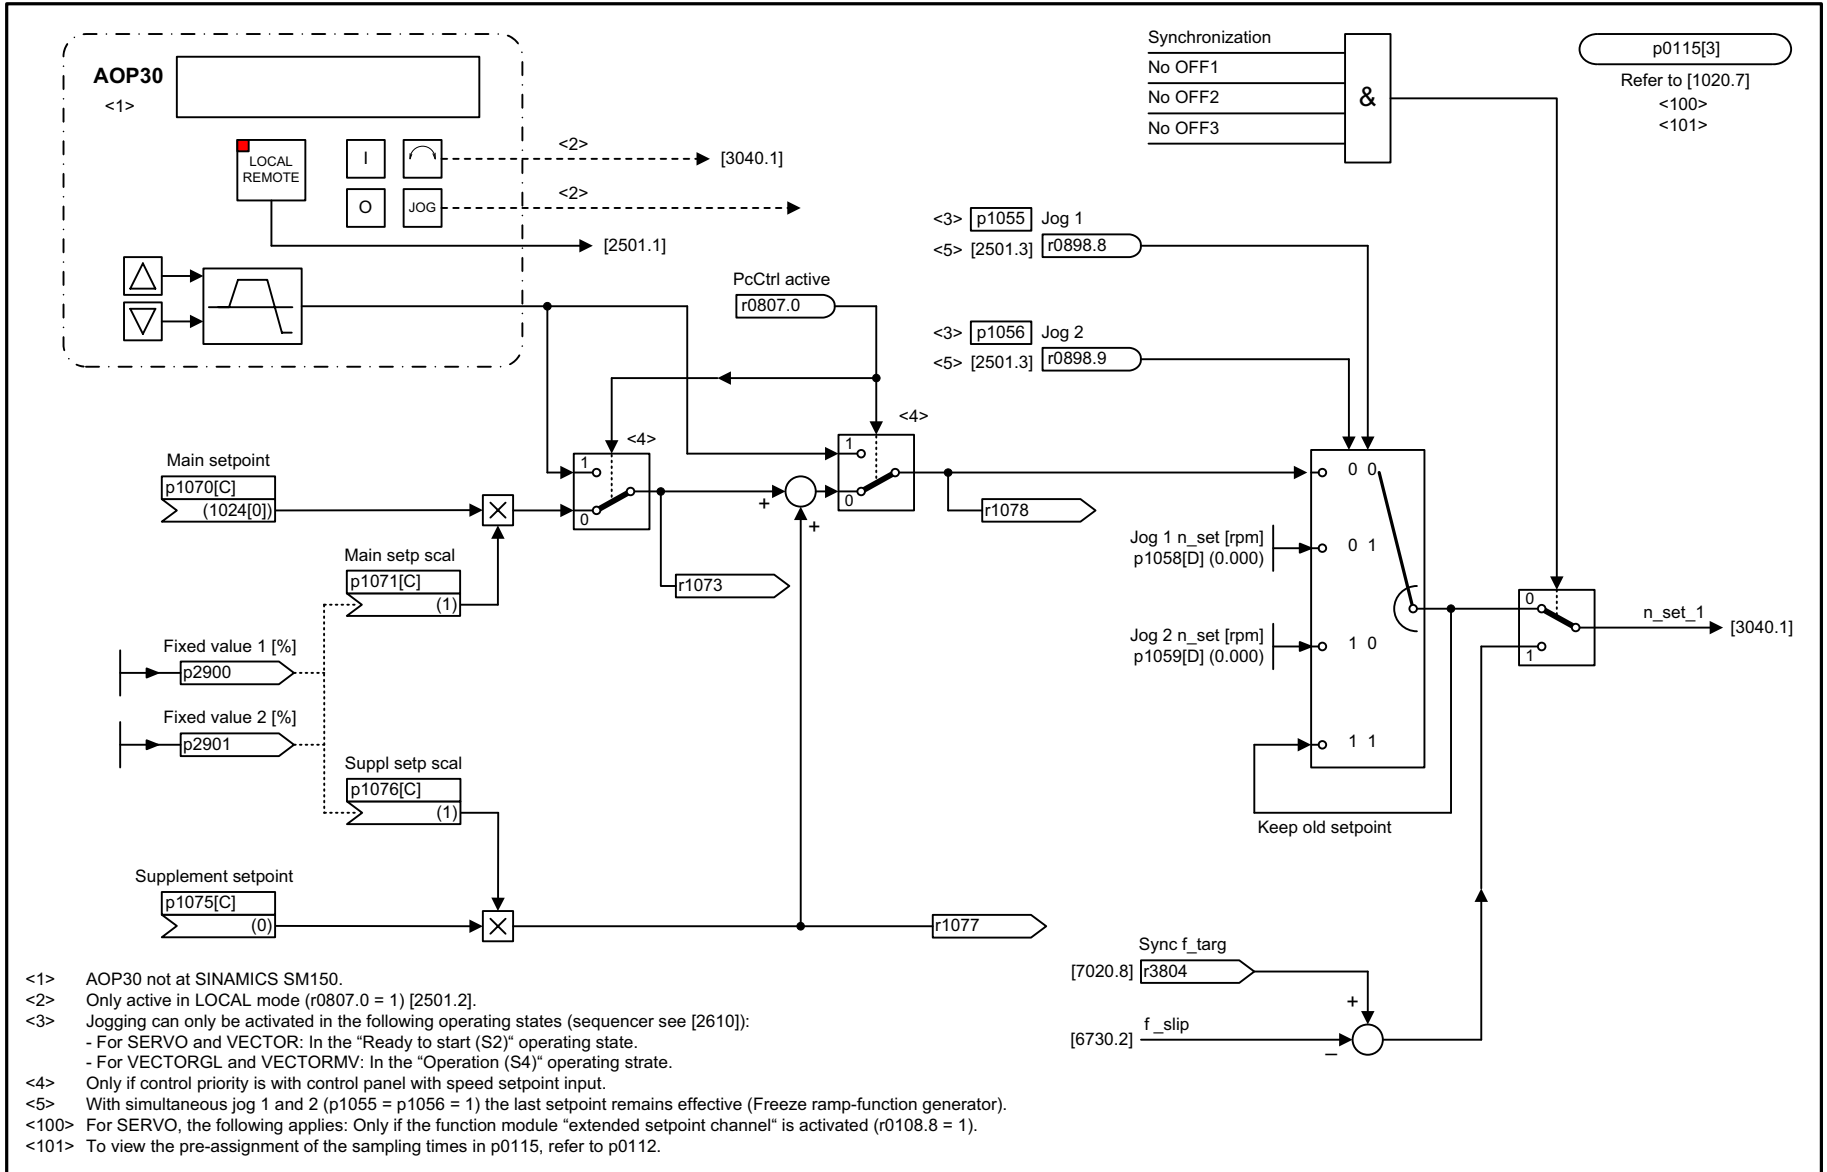 AOP30
<1>
LOCAL
REMOTE
I
O
JOG
<2>
[3040.1]
<2>
[2501.1]
Synchronization
No OFF1
No OFF2
No OFF3
&
p0115[3]
Refer to [1020.7]
<100>
<101>
<3> p1055 Jog 1
<5> [2501.3] r0898.8
PcCtrl active
r0807.0
<3> p1056 Jog 2
<5> [2501.3] r0898.9
<4>
<4>
1
0
1
0
+
+
Main setpoint
p1070[C]
(1024[0])
Main setp scal
p1071[C]
(1)
r1073
r1078
0 0
Jog 1 n_set [rpm]
p1058[D] (0.000)
0 1
Jog 2 n_set [rpm]
p1059[D] (0.000)
1 0
1 1
Keep old setpoint
0
1
n_set_1
[3040.1]
Fixed value 1 [%]
p2900
Fixed value 2 [%]
p2901
Suppl setp scal
p1076[C]
(1)
Supplement setpoint
p1075[C]
(0)
r1077
Sync f_targ
[7020.8] r3804
+
f_slip
[6730.2]
–
<1> AOP30 not at SINAMICS SM150.
<2> Only active in LOCAL mode (r0807.0 = 1) [2501.2].
<3> Jogging can only be activated in the following operating states (sequencer see [2610]):
- For SERVO and VECTOR: In the “Ready to start (S2)“ operating state.
- For VECTORGL and VECTORMV: In the “Operation (S4)“ operating strate.
<4> Only if control priority is with control panel with speed setpoint input.
<5> With simultaneous jog 1 and 2 (p1055 = p1056 = 1) the last setpoint remains effective (Freeze ramp-function generator).
<100> For SERVO, the following applies: Only if the function module “extended setpoint channel“ is activated (r0108.8 = 1).
<101> To view the pre-assignment of the sampling times in p0115, refer to p0112.